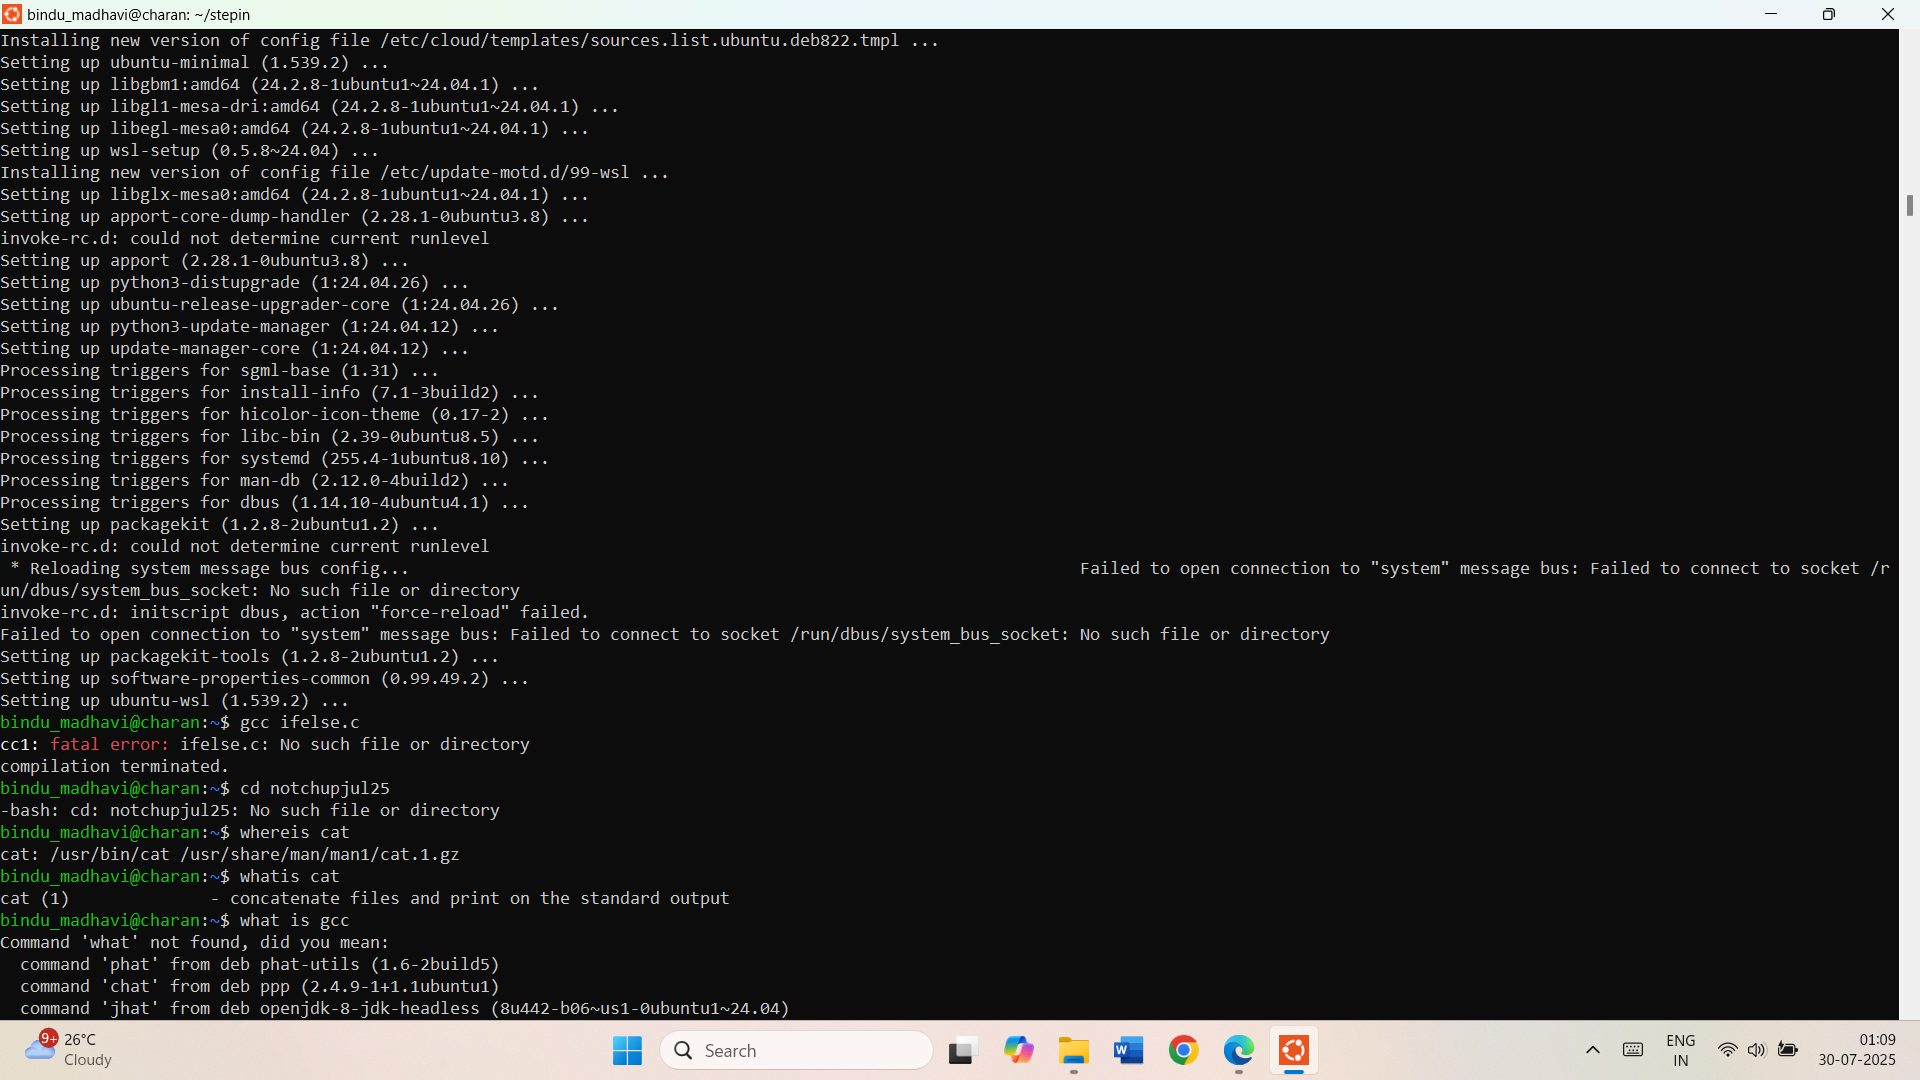 bindu_madhavi@charan: ~/stepin
Installing new version of config file /etc/cloud/templates/sources.list.ubuntu.deb822.tmpl ...
Setting up ubuntu-minimal (1.539.2) ...
Setting up libgbm1:amd64 (24.2.8-1ubuntu1~24.04.1) ...
Setting up libgl1-mesa-dri:amd64 (24.2.8-1ubuntu1~24.04.1) ...
Setting up libegl-mesa0:amd64 (24.2.8-1ubuntu1~24.04.1) ...
Setting up wsl-setup (0.5.8~24.04) ...
Installing new version of config file /etc/update-motd.d/99-wsl ...
Setting up libglx-mesa0:amd64 (24.2.8-1ubuntu1~24.04.1) ...
Setting up apport-core-dump-handler (2.28.1-0ubuntu3.8) ...
invoke-rc.d: could not determine current runlevel
Setting up apport (2.28.1-0ubuntu3.8) ...
Setting up python3-distupgrade (1:24.04.26) ...
Setting up ubuntu-release-upgrader-core (1:24.04.26) ...
Setting up python3-update-manager (1:24.04.12) ...
Setting up update-manager-core (1:24.04.12) ...
Processing triggers for sgml-base (1.31) ...
Processing triggers for install-info (7.1-3build2) ...
Processing triggers for hicolor-icon-theme (0.17-2) ...
Processing triggers for libc-bin (2.39-0ubuntu8.5) ...
Processing triggers for systemd (255.4-1ubuntu8.10) ...
Processing triggers for man-db (2.12.0-4build2) ...
Processing triggers for dbus (1.14.10-4ubuntu4.1) ...
Setting up packagekit (1.2.8-2ubuntu1.2) ...
invoke-rc.d: could not determine current runlevel
 * Reloading system message bus config... Failed to open connection to "system" message bus: Failed to connect to socket /r
un/dbus/system_bus_socket: No such file or directory
invoke-rc.d: initscript dbus, action "force-reload" failed.
Failed to open connection to "system" message bus: Failed to connect to socket /run/dbus/system_bus_socket: No such file or directory
Setting up packagekit-tools (1.2.8-2ubuntu1.2) ...
Setting up software-properties-common (0.99.49.2) ...
Setting up ubuntu-wsl (1.539.2) ...
bindu_madhavi@charan:~$ gcc ifelse.c
cc1: fatal error: ifelse.c: No such file or directory
compilation terminated.
bindu_madhavi@charan:~$ cd notchupjul25
-bash: cd: notchupjul25: No such file or directory
bindu_madhavi@charan:~$ whereis cat
cat: /usr/bin/cat /usr/share/man/man1/cat.1.gz
bindu_madhavi@charan:~$ whatis cat
cat (1)              - concatenate files and print on the standard output
bindu_madhavi@charan:~$ what is gcc
Command 'what' not found, did you mean:
  command 'phat' from deb phat-utils (1.6-2build5)
  command 'chat' from deb ppp (2.4.9-1+1.1ubuntu1)
  command 'jhat' from deb openjdk-8-jdk-headless (8u442-b06~us1-0ubuntu1~24.04)
9+
26°C
Cloudy
Search
ENG
IN
01:09
30-07-2025